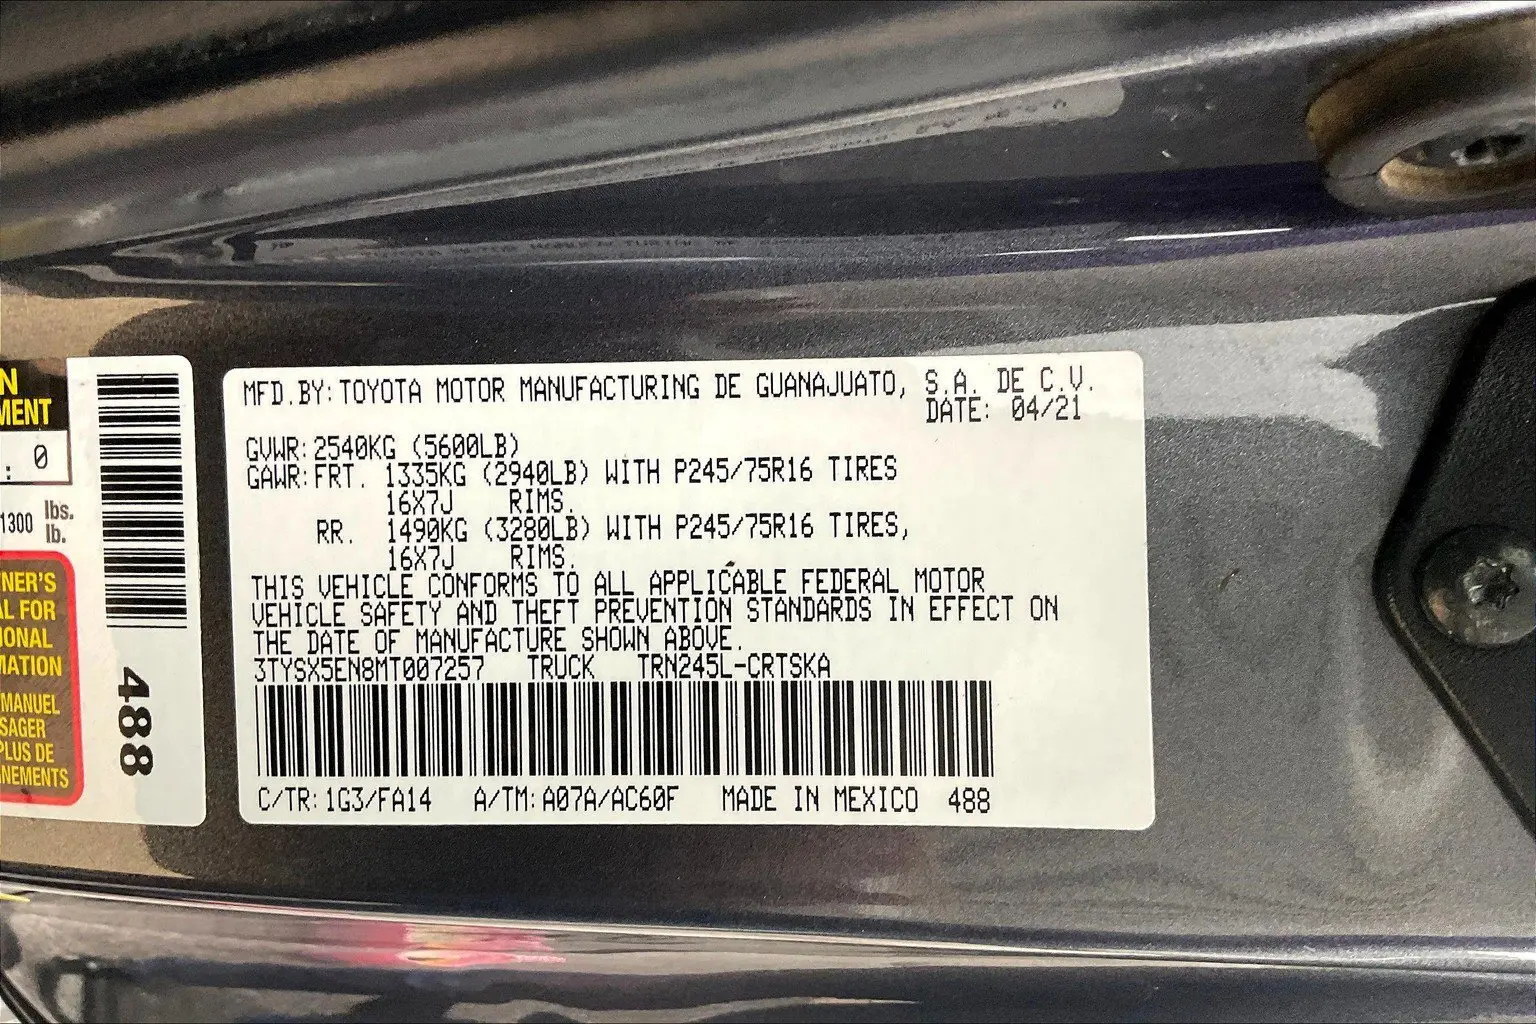 N
MENT
: 0
1300 lbs.
lb.
NER'S
AL FOR
IONAL
MATION
MANUEL
SAGER
PLUS DE
GNEMENTS
488
MFD.BY:TOYOTA MOTOR MANUFACTURING DE GUANAJUATO, S.A. DE C.V.
DATE: 04/21
GVWR:2540KG (5600LB)
GAWR:FRT. 1335KG (2940LB) WITH P245/75R16 TIRES
16X7J RIMS.
RR. 1490KG (3280LB) WITH P245/75R16 TIRES,
16X7J RIMS.
THIS VEHICLE CONFORMS TO ALL APPLICABLE FEDERAL MOTOR
VEHICLE SAFETY AND THEFT PREVENTION STANDARDS IN EFFECT ON
THE DATE OF MANUFACTURE SHOWN ABOVE.
3TYSX5EN8MT007257 TRUCK TRN245L-CRTSKA
C/TR:1G3/FA14 A/TM:A07A/AC60F MADE IN MEXICO 488